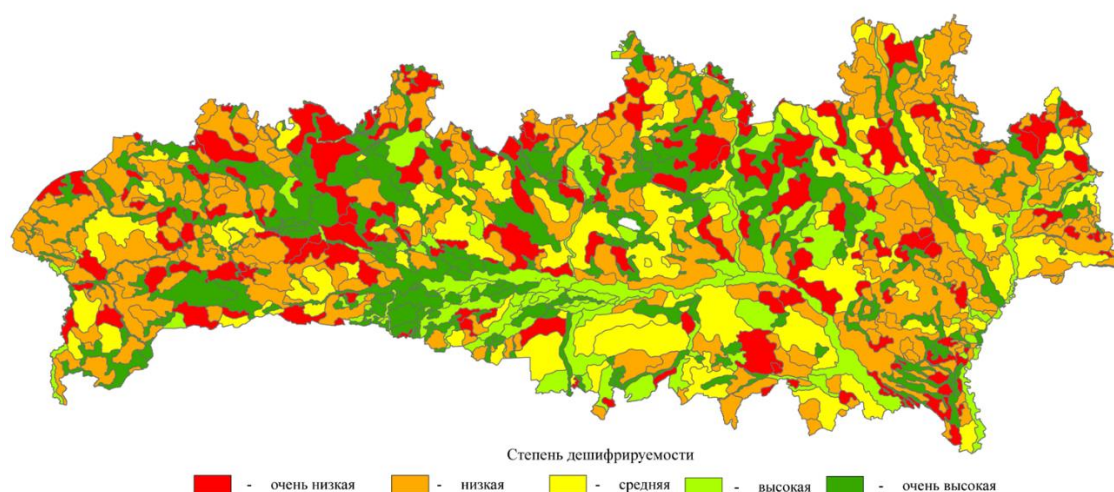 Степень дешифрируемости
- очень низкая - низкая - средняя - высокая - очень высокая